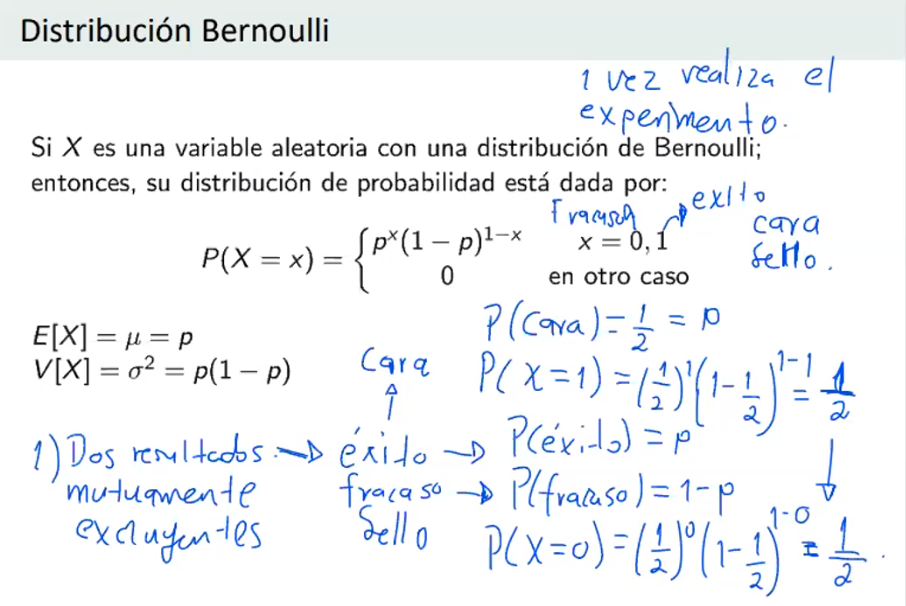 Distribución Bernoulli
1 vez realiza el
experimento.
Si X es una variable aleatoria con una distribución de Bernoulli;
entonces, su distribución de probabilidad está dada por:
fracaso → exito
cara
sello.
P(X = x) = { p^x(1 − p)^{1−x}   x = 0, 1
0   en otro caso
P(Cara) = 1/2 = p
E[X] = μ = p
V[X] = σ² = p(1 − p)
Cara
P(X=1) = (1/2)^1 (1 - 1/2)^{1-1} = 1/2
1) Dos resultados → éxito → P(éxito) = p
mutuamente fracaso → P(fracaso) = 1-p
excluyentes Sello
P(X=0) = (1/2)^0 (1 - 1/2)^{1-0} = 1/2.